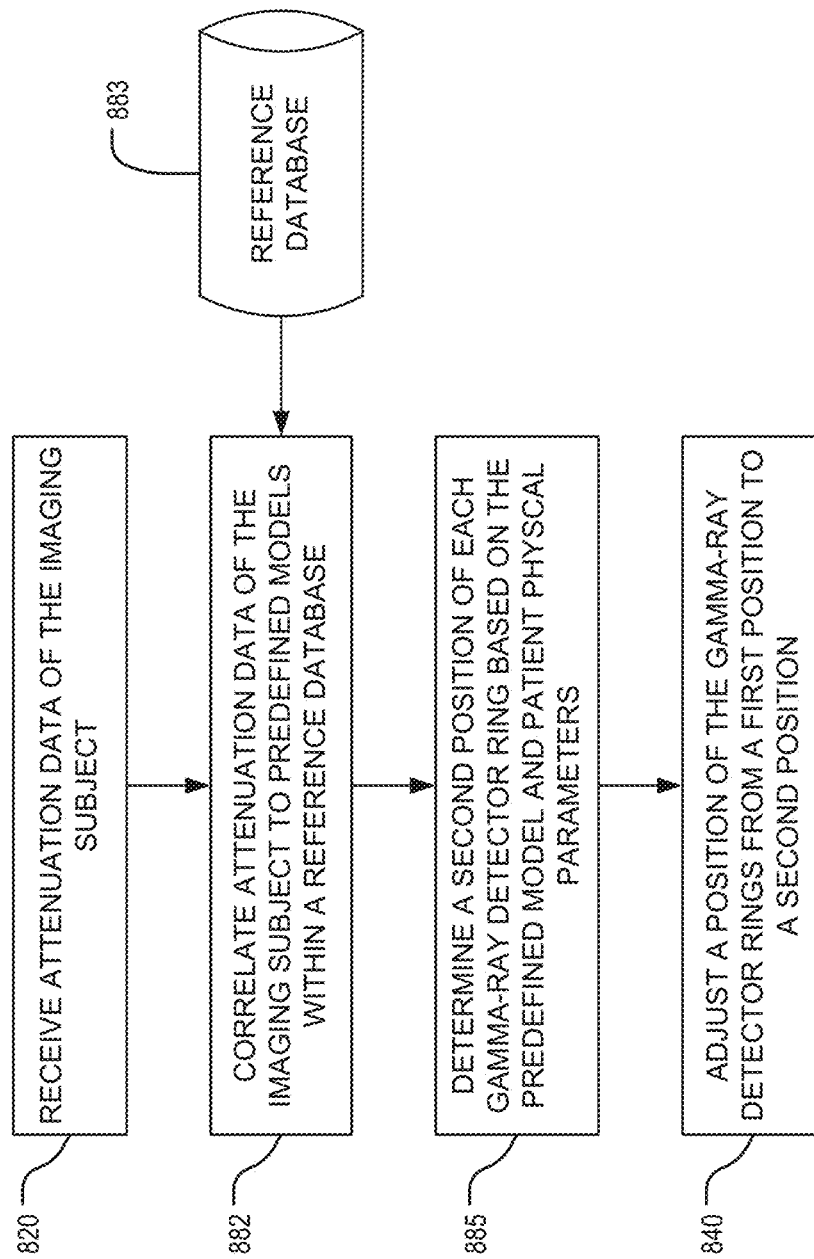 820
RECEIVE ATTENUATION DATA OF THE IMAGING
SUBJECT
882
CORRELATE ATTENUATION DATA OF THE
IMAGING SUBJECT TO PREDEFINED MODELS
WITHIN A REFERENCE DATABASE
883
REFERENCE
DATABASE
885
DETERMINE A SECOND POSITION OF EACH
GAMMA-RAY DETECTOR RING BASED ON THE
PREDEFINED MODEL AND PATIENT PHYSCAL
PARAMETERS
840
ADJUST A POSITION OF THE GAMMA-RAY
DETECTOR RINGS FROM A FIRST POSITION TO
A SECOND POSITION